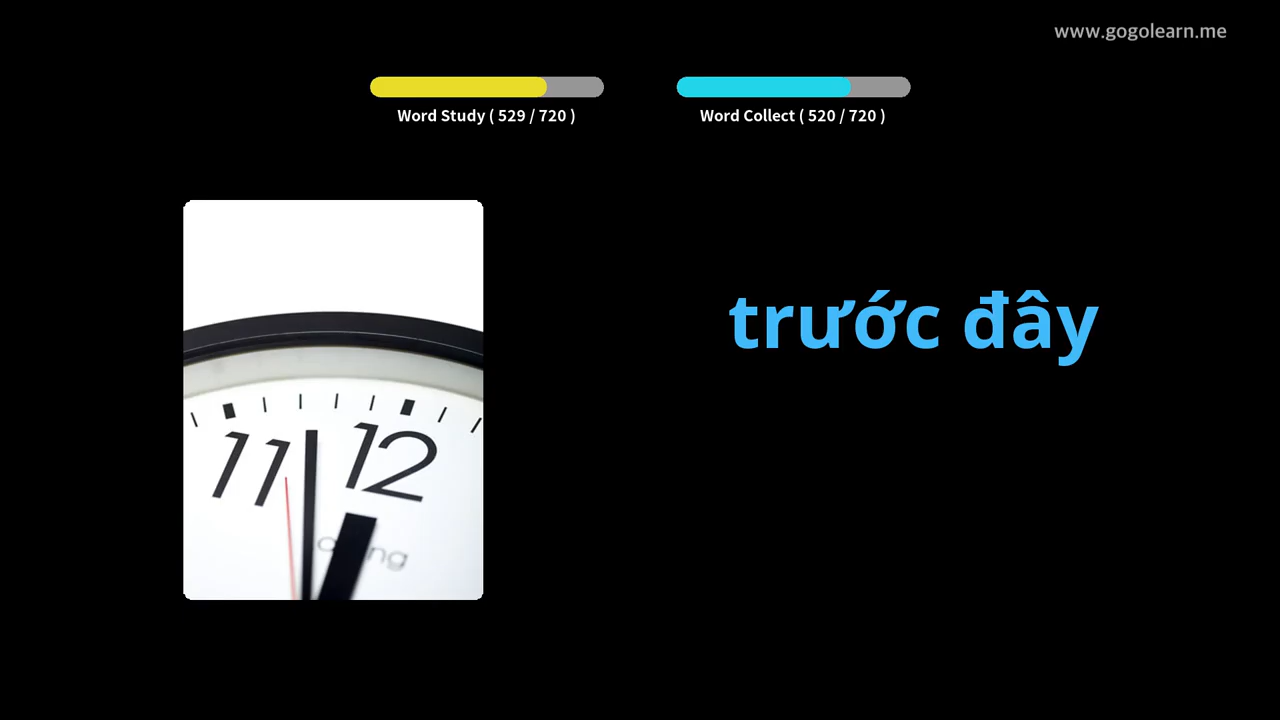 www.gogolearn.me
Word Study ( 529 / 720 )
Word Collect ( 520 / 720 )
trước đây
11 12